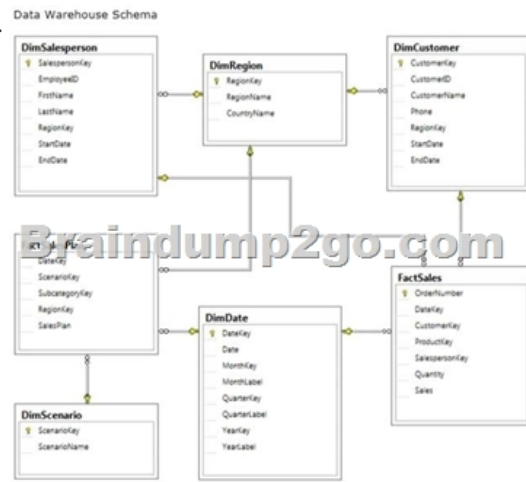 Data Warehouse Schema
DimSalesperson
SalespersonKey
EmployeeID
FirstName
LastName
RegionKey
StartDate
EndDate
DimRegion
RegionKey
RegionName
CountryName
DimCustomer
CustomerKey
CustomerID
CustomerName
Phone
RegionKey
StartDate
EndDate
Braindump2go.com
DateKey
ScenarioKey
SubcategoryKey
RegionKey
SalesPlan
DimDate
DateKey
Date
MonthKey
MonthLabel
QuarterKey
QuarterLabel
YearKey
YearLabel
FactSales
OrderNumber
DateKey
CustomerKey
ProductKey
SalespersonKey
Quantity
Sales
DimScenario
ScenarioKey
ScenarioName